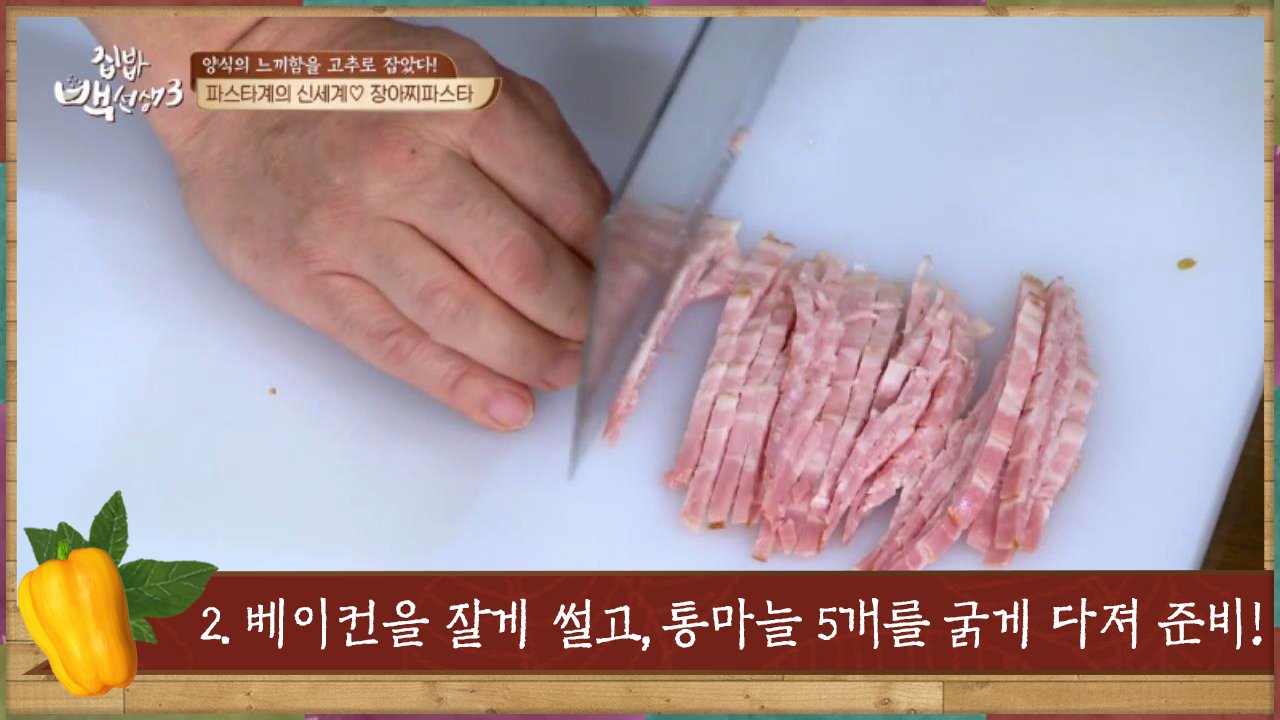 집밥
백선생3
양식의 느끼함을 고추로 잡았다!
파스타계의 신세계♡ 장아찌파스타
2. 베이컨을 잘게 썰고, 통마늘 5개를 굵게 다져 준비!